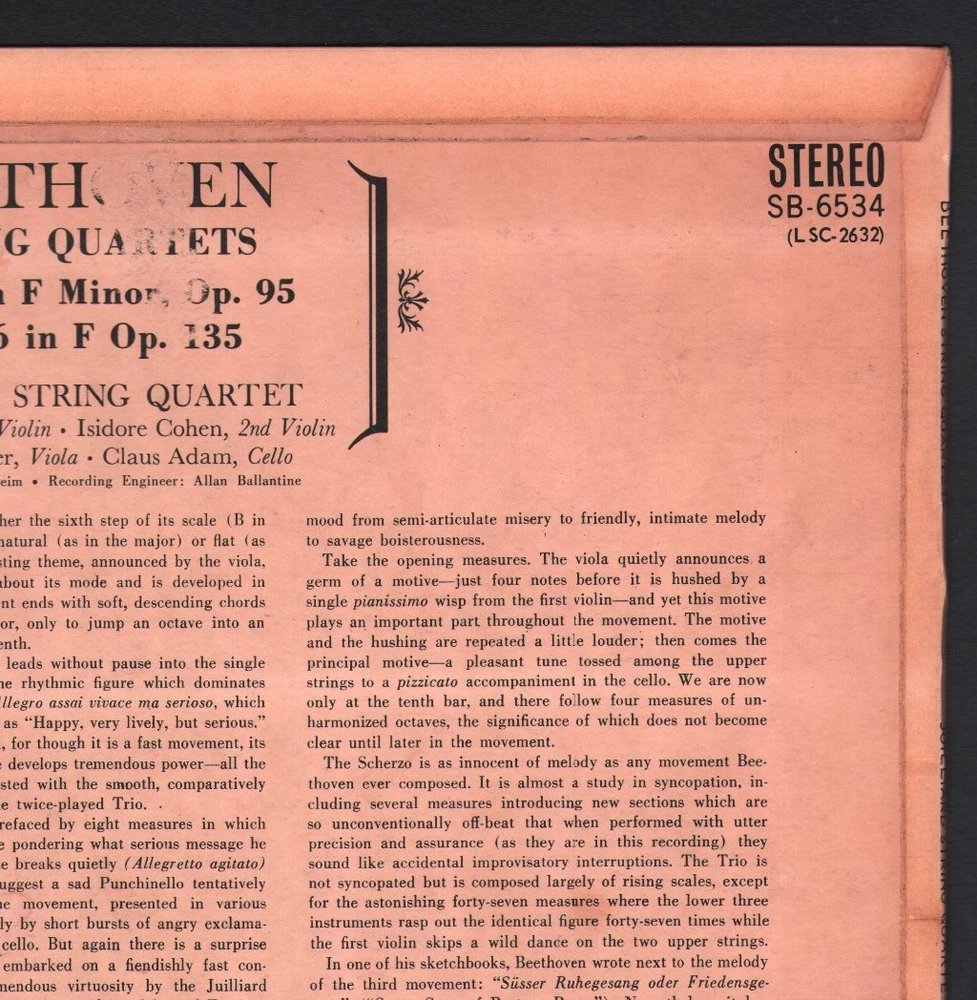 STEREO
SB-6534
(LSC-2632)
THOVEN
G QUARTETS
F Minor, Op. 95
6 in F Op. 135
STRING QUARTET
Violin • Isidore Cohen, 2nd Violin
er, Viola • Claus Adam, Cello
eim • Recording Engineer: Allan Ballantine
her the sixth step of its scale (B in
natural (as in the major) or flat (as
sting theme, announced by the viola,
about its mode and is developed in
nt ends with soft, descending chords
or, only to jump an octave into an
enth.
leads without pause into the single
ne rhythmic figure which dominates
llegro assai vivace ma serioso, which
as “Happy, very lively, but serious.”
, for though it is a fast movement, its
e develops tremendous power—all the
sted with the smooth, comparatively
e twice-played Trio.
refaced by eight measures in which
e pondering what serious message he
e breaks quietly (Allegretto agitato)
uggest a sad Punchinello tentatively
ne movement, presented in various
ly by short bursts of angry exclama-
cello. But again there is a surprise
embarked on a fiendishly fast con-
mendous virtuosity by the Juilliard
mood from semi-articulate misery to friendly, intimate melody
to savage boisterousness.
Take the opening measures. The viola quietly announces a
germ of a motive—just four notes before it is hushed by a
single pianissimo wisp from the first violin—and yet this motive
plays an important part throughout the movement. The motive
and the hushing are repeated a little louder; then comes the
principal motive—a pleasant tune tossed among the upper
strings to a pizzicato accompaniment in the cello. We are now
only at the tenth bar, and there follow four measures of un-
harmonized octaves, the significance of which does not become
clear until later in the movement.
The Scherzo is as innocent of melody as any movement Bee-
thoven ever composed. It is almost a study in syncopation, in-
cluding several measures introducing new sections which are
so unconventionally off-beat that when performed with utter
precision and assurance (as they are in this recording) they
sound like accidental improvisatory interruptions. The Trio is
not syncopated but is composed largely of rising scales, except
for the astonishing forty-seven measures where the lower three
instruments rasp out the identical figure forty-seven times while
the first violin skips a wild dance on the two upper strings.
In one of his sketchbooks, Beethoven wrote next to the melody
of the third movement: “Süsser Ruhegesang oder Friedensge-